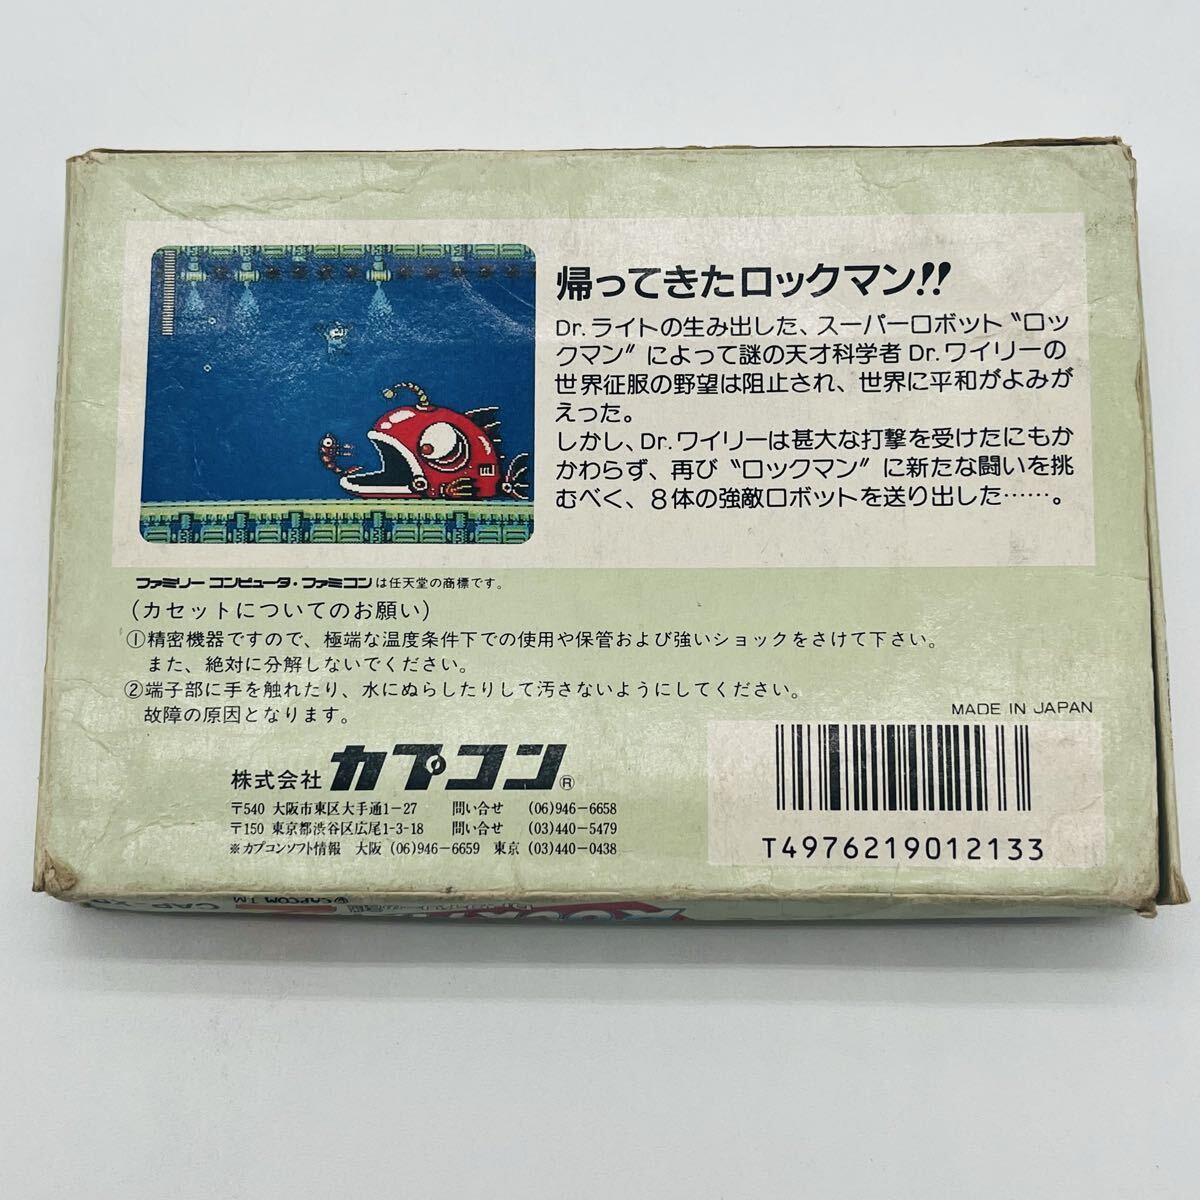 帰ってきたロックマン!!
Dr.ライトの生み出した、スーパーロボット〝ロッ
クマン〟によって謎の天才科学者Dr.ワイリーの
世界征服の野望は阻止され、世界に平和がよみが
えった。
しかし、Dr.ワイリーは甚大な打撃を受けたにもか
かわらず、再び〝ロックマン〟に新たな闘いを挑
むべく、8体の強敵ロボットを送り出した……。
ファミリーコンピュータ・ファミコンは任天堂の商標です。
(カセットについてのお願い)
①精密機器ですので、極端な温度条件下での使用や保管および強いショックをさけて下さい。
また、絶対に分解しないでください。
②端子部に手を触れたり、水にぬらしたりして汚さないようにしてください。
故障の原因となります。
MADE IN JAPAN
株式会社 カプコン®
〒540 大阪市東区大手通1-27 問い合せ (06)946-6658
〒150 東京都渋谷区広尾1-3-18 問い合せ (03)440-5479
※カプコンソフト情報 大阪 (06)946-6659 東京 (03)440-0438
T4976219012133
©CAPCOM TM